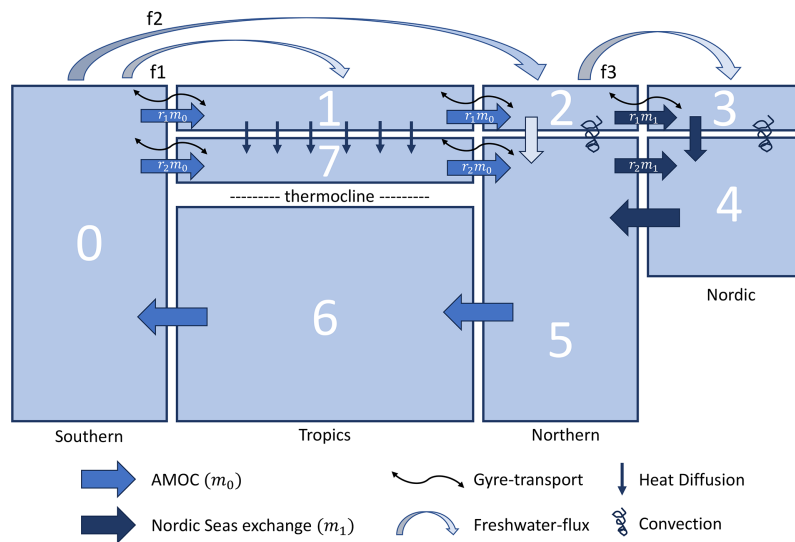 f2
f1
f3
1
2
3
r₁m₀
r₁m₀
r₁m₁
7
r₂m₀
r₂m₀
r₂m₁
--------- thermocline ---------
4
0
6
5
Nordic
Southern
Tropics
Northern
AMOC (m₀)
Gyre-transport
Heat Diffusion
Nordic Seas exchange (m₁)
Freshwater-flux
Convection